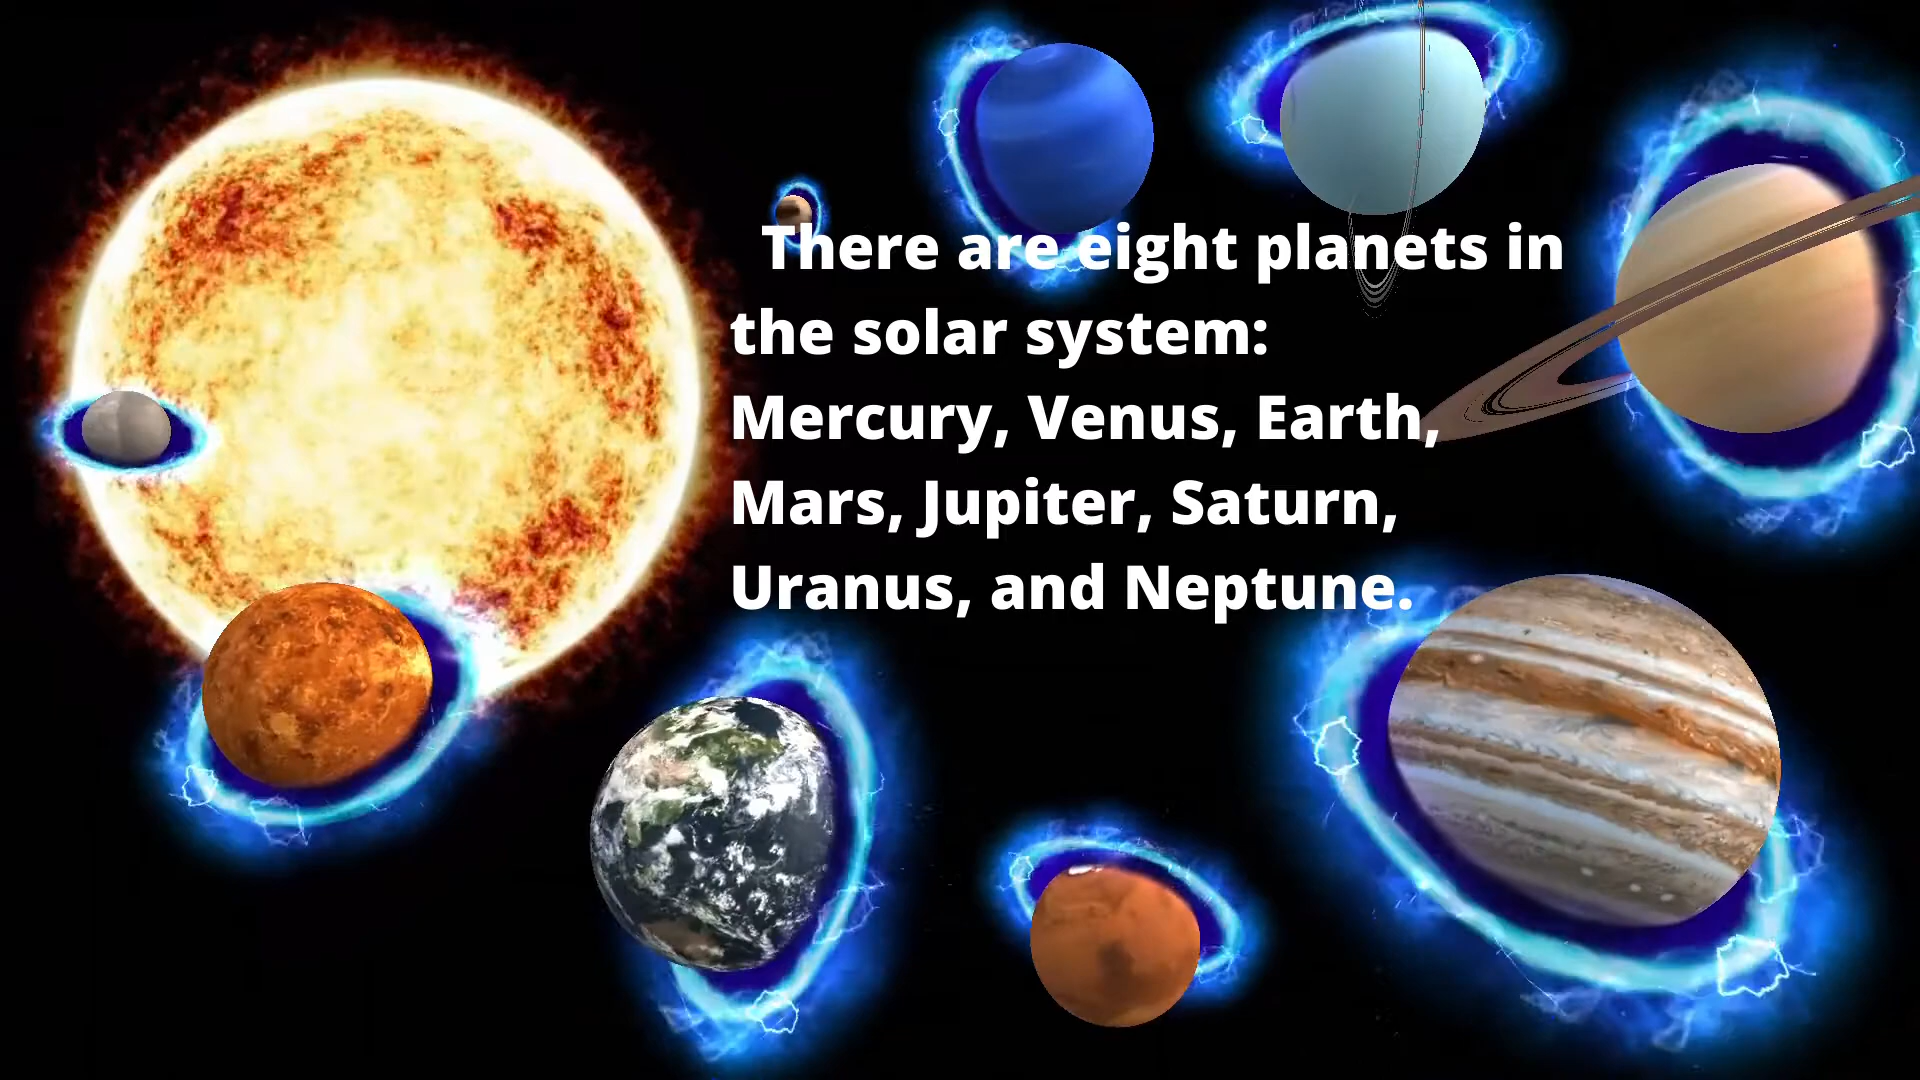 There are eight planets in
the solar system:
Mercury, Venus, Earth,
Mars, Jupiter, Saturn,
Uranus, and Neptune.